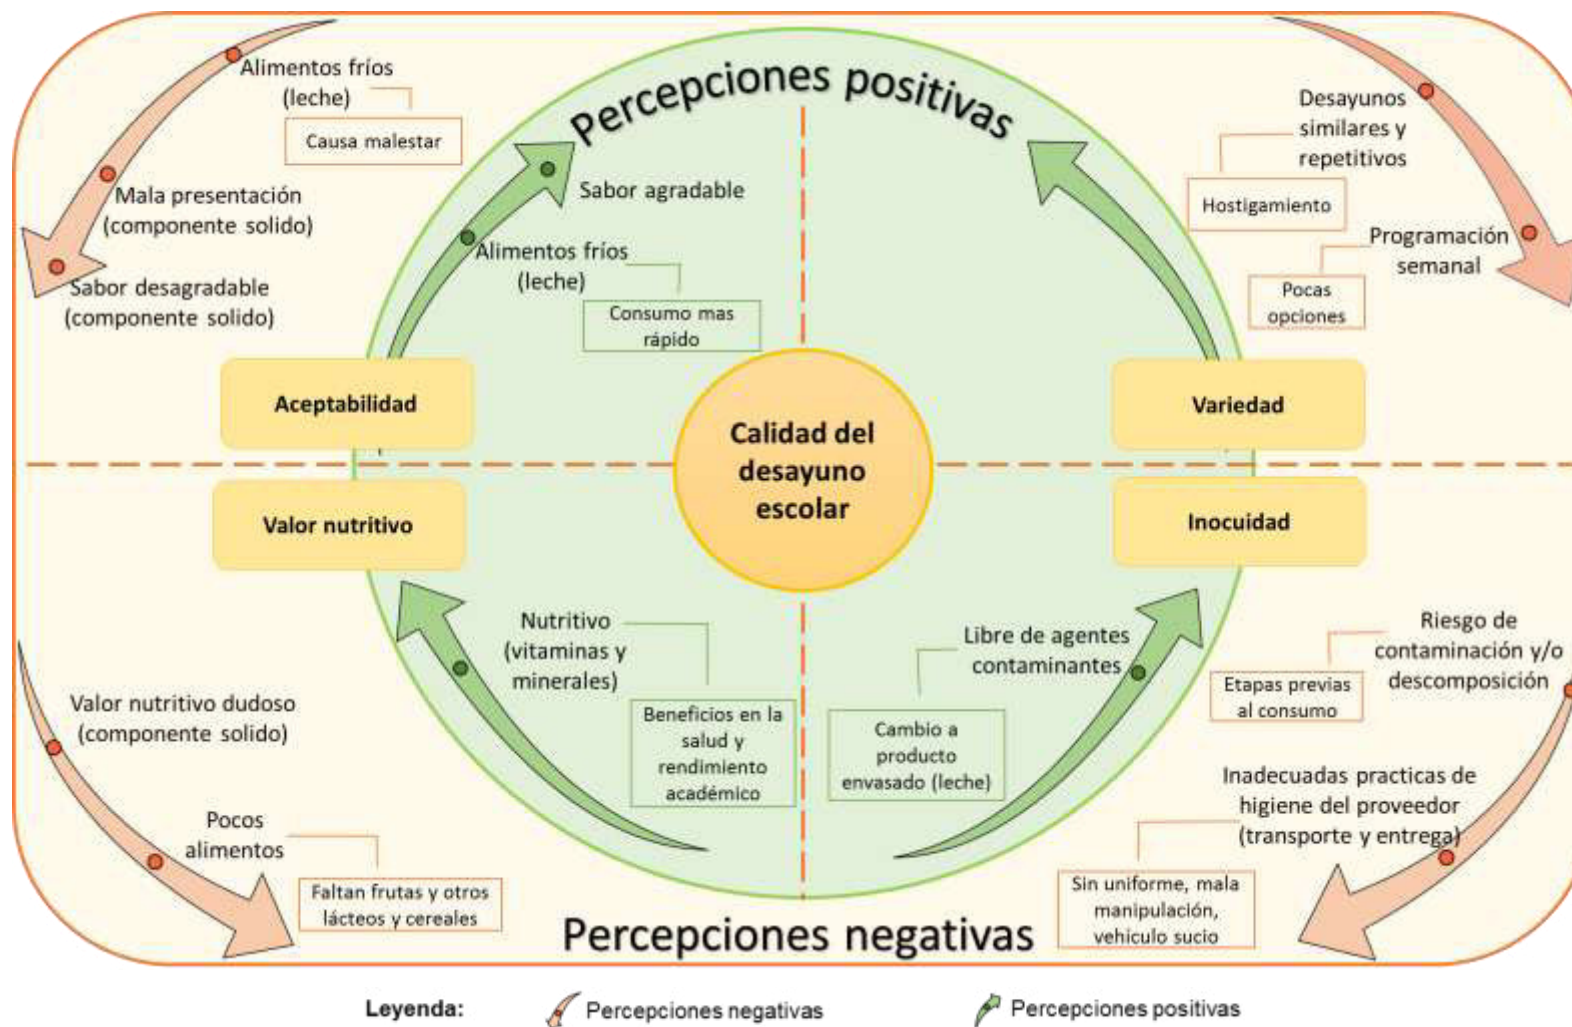 Percepciones positivas
Alimentos fríos
(leche)
Causa malestar
Mala presentación
(componente solido)
Sabor desagradable
(componente solido)
Sabor agradable
Alimentos fríos
(leche)
Consumo mas
rápido
Desayunos
similares y
repetitivos
Hostigamiento
Programación
semanal
Pocas
opciones
Aceptabilidad
Variedad
Calidad del
desayuno
escolar
Valor nutritivo
Inocuidad
Nutritivo
(vitaminas y
minerales)
Beneficios en la
salud y
rendimiento
académico
Libre de agentes
contaminantes
Cambio a
producto
envasado (leche)
Valor nutritivo dudoso
(componente solido)
Pocos
alimentos
Faltan frutas y otros
lácteos y cereales
Riesgo de
contaminación y/o
descomposición
Etapas previas
al consumo
Inadecuadas practicas de
higiene del proveedor
(transporte y entrega)
Sin uniforme, mala
manipulación,
vehiculo sucio
Percepciones negativas
Leyenda:
Percepciones negativas
Percepciones positivas